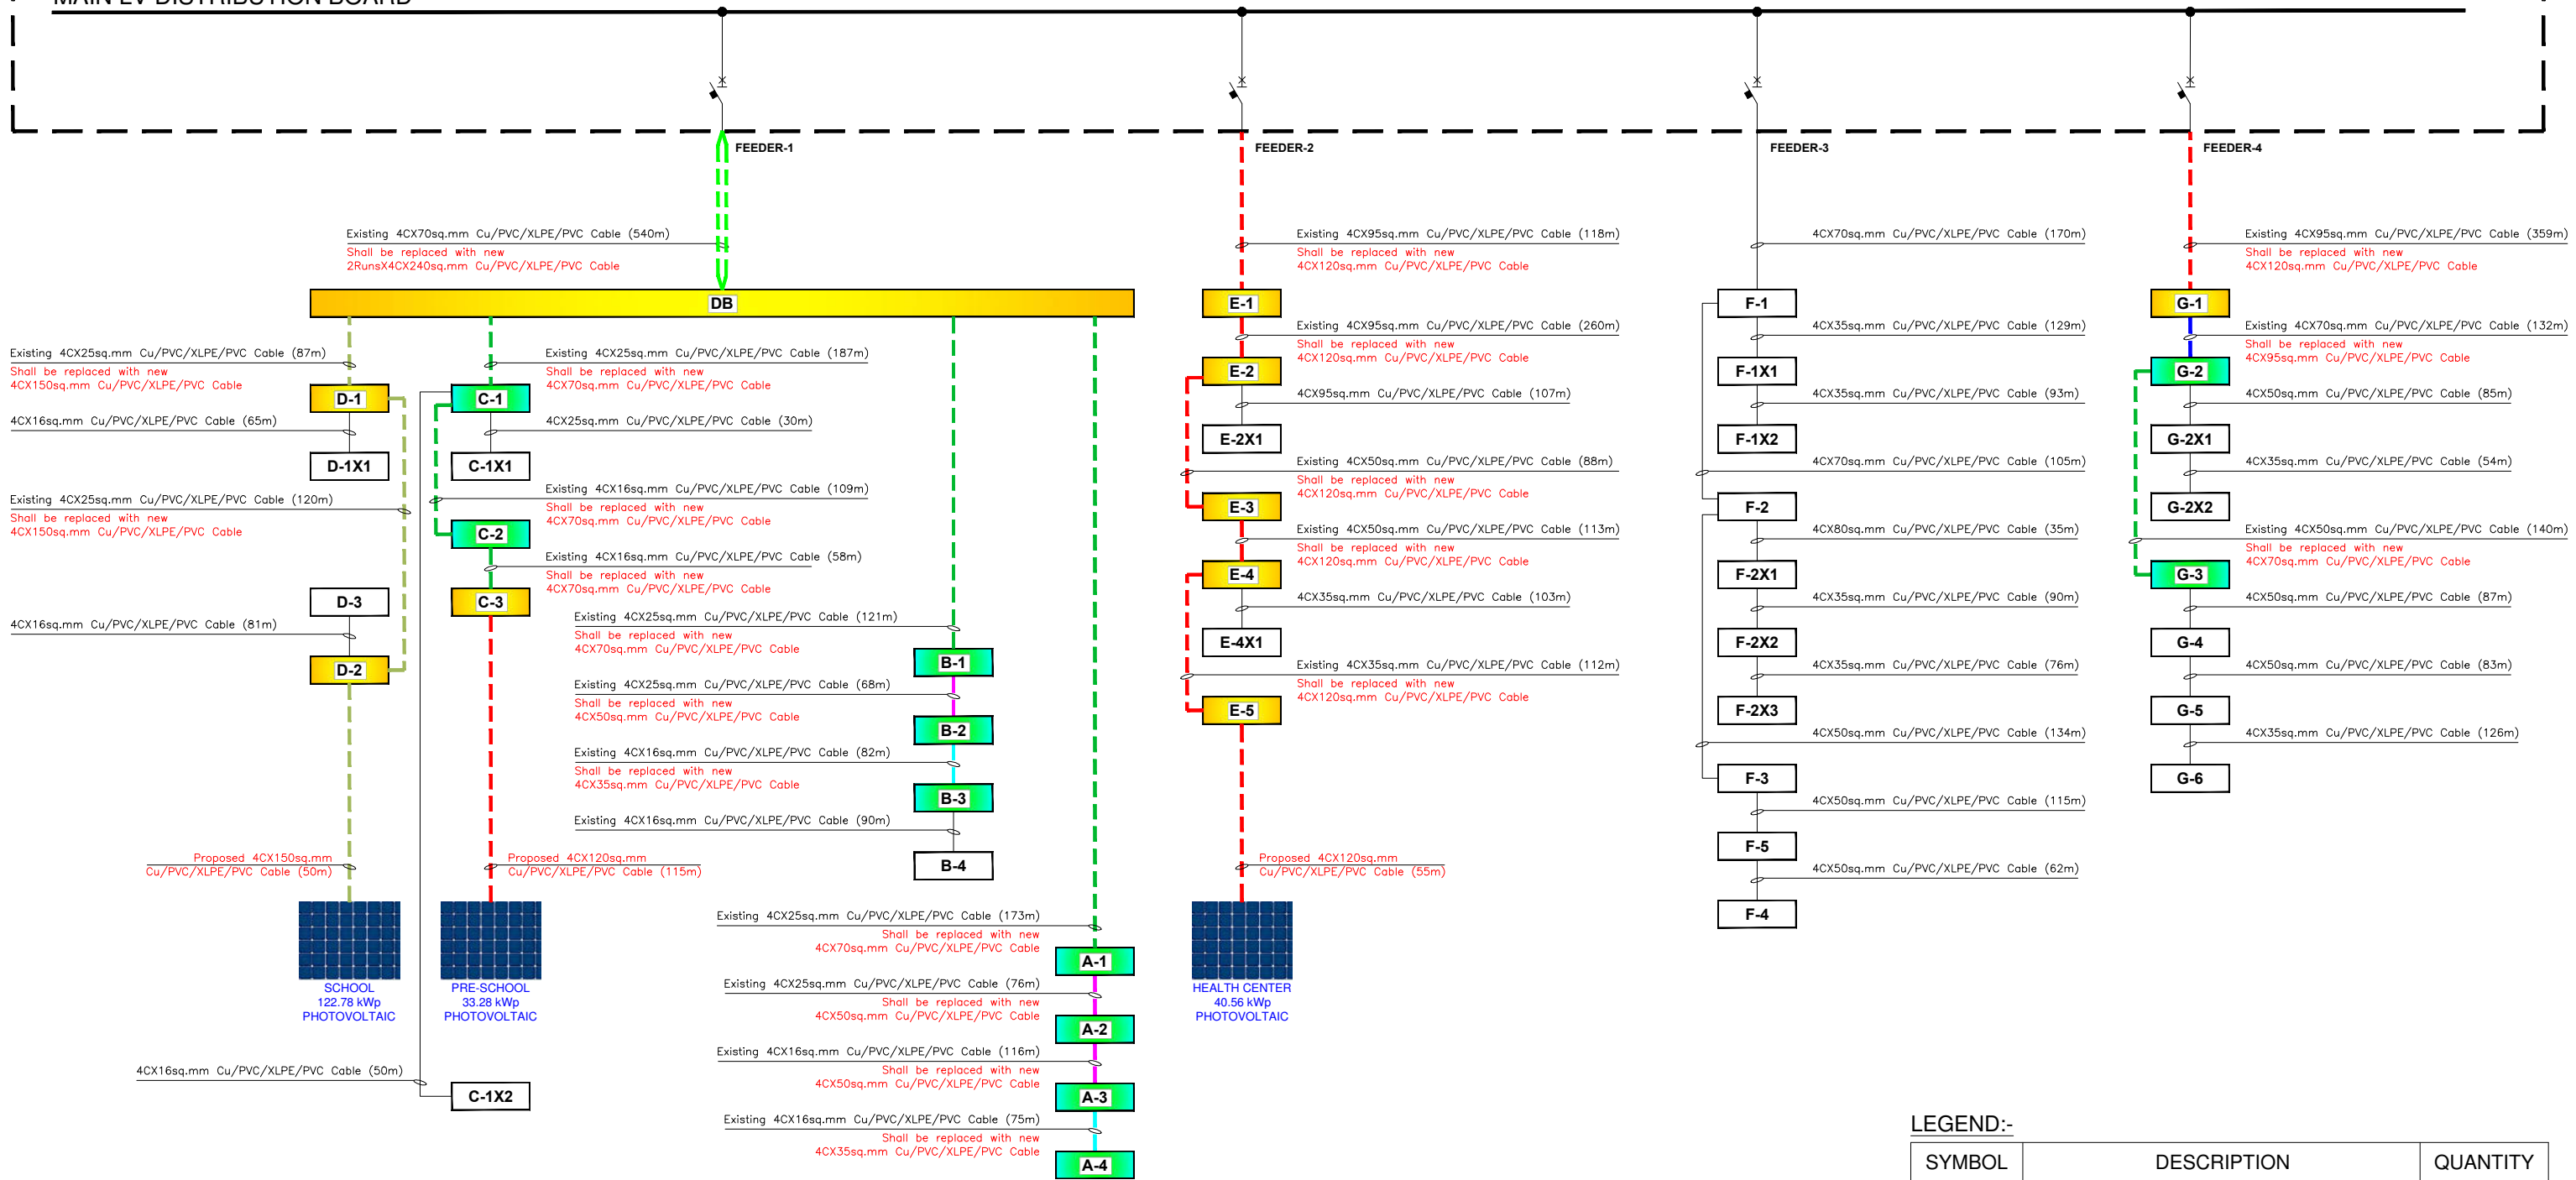 MAIN LV DISTRIBUTION BOARD
FEEDER-1
FEEDER-2
FEEDER-3
FEEDER-4
Existing 4CX70sq.mm Cu/PVC/XLPE/PVC Cable (540m)
Shall be replaced with new
2RunsX4CX240sq.mm Cu/PVC/XLPE/PVC Cable
DB
Existing 4CX25sq.mm Cu/PVC/XLPE/PVC Cable (87m)
Shall be replaced with new
4CX150sq.mm Cu/PVC/XLPE/PVC Cable
D-1
4CX16sq.mm Cu/PVC/XLPE/PVC Cable (65m)
D-1X1
Existing 4CX25sq.mm Cu/PVC/XLPE/PVC Cable (120m)
Shall be replaced with new
4CX150sq.mm Cu/PVC/XLPE/PVC Cable
D-3
4CX16sq.mm Cu/PVC/XLPE/PVC Cable (81m)
D-2
Proposed 4CX150sq.mm
Cu/PVC/XLPE/PVC Cable (50m)
SCHOOL
122.78 kWp
PHOTOVOLTAIC
Existing 4CX25sq.mm Cu/PVC/XLPE/PVC Cable (187m)
Shall be replaced with new
4CX70sq.mm Cu/PVC/XLPE/PVC Cable
C-1
4CX25sq.mm Cu/PVC/XLPE/PVC Cable (30m)
C-1X1
Existing 4CX16sq.mm Cu/PVC/XLPE/PVC Cable (109m)
Shall be replaced with new
4CX70sq.mm Cu/PVC/XLPE/PVC Cable
C-2
Existing 4CX16sq.mm Cu/PVC/XLPE/PVC Cable (58m)
Shall be replaced with new
4CX70sq.mm Cu/PVC/XLPE/PVC Cable
C-3
Proposed 4CX120sq.mm
Cu/PVC/XLPE/PVC Cable (115m)
PRE-SCHOOL
33.28 kWp
PHOTOVOLTAIC
4CX16sq.mm Cu/PVC/XLPE/PVC Cable (50m)
C-1X2
Existing 4CX25sq.mm Cu/PVC/XLPE/PVC Cable (121m)
Shall be replaced with new
4CX70sq.mm Cu/PVC/XLPE/PVC Cable
B-1
Existing 4CX25sq.mm Cu/PVC/XLPE/PVC Cable (68m)
Shall be replaced with new
4CX50sq.mm Cu/PVC/XLPE/PVC Cable
B-2
Existing 4CX16sq.mm Cu/PVC/XLPE/PVC Cable (82m)
Shall be replaced with new
4CX35sq.mm Cu/PVC/XLPE/PVC Cable
B-3
Existing 4CX16sq.mm Cu/PVC/XLPE/PVC Cable (90m)
B-4
Existing 4CX25sq.mm Cu/PVC/XLPE/PVC Cable (173m)
Shall be replaced with new
4CX70sq.mm Cu/PVC/XLPE/PVC Cable
A-1
Existing 4CX25sq.mm Cu/PVC/XLPE/PVC Cable (76m)
Shall be replaced with new
4CX50sq.mm Cu/PVC/XLPE/PVC Cable
A-2
Existing 4CX16sq.mm Cu/PVC/XLPE/PVC Cable (116m)
Shall be replaced with new
4CX50sq.mm Cu/PVC/XLPE/PVC Cable
A-3
Existing 4CX16sq.mm Cu/PVC/XLPE/PVC Cable (75m)
Shall be replaced with new
4CX35sq.mm Cu/PVC/XLPE/PVC Cable
A-4
Existing 4CX95sq.mm Cu/PVC/XLPE/PVC Cable (118m)
Shall be replaced with new
4CX120sq.mm Cu/PVC/XLPE/PVC Cable
E-1
Existing 4CX95sq.mm Cu/PVC/XLPE/PVC Cable (260m)
Shall be replaced with new
4CX120sq.mm Cu/PVC/XLPE/PVC Cable
E-2
4CX95sq.mm Cu/PVC/XLPE/PVC Cable (107m)
E-2X1
Existing 4CX50sq.mm Cu/PVC/XLPE/PVC Cable (88m)
Shall be replaced with new
4CX120sq.mm Cu/PVC/XLPE/PVC Cable
E-3
Existing 4CX50sq.mm Cu/PVC/XLPE/PVC Cable (113m)
Shall be replaced with new
4CX120sq.mm Cu/PVC/XLPE/PVC Cable
E-4
4CX35sq.mm Cu/PVC/XLPE/PVC Cable (103m)
E-4X1
Existing 4CX35sq.mm Cu/PVC/XLPE/PVC Cable (112m)
Shall be replaced with new
4CX120sq.mm Cu/PVC/XLPE/PVC Cable
E-5
Proposed 4CX120sq.mm
Cu/PVC/XLPE/PVC Cable (55m)
HEALTH CENTER
40.56 kWp
PHOTOVOLTAIC
4CX70sq.mm Cu/PVC/XLPE/PVC Cable (170m)
F-1
4CX35sq.mm Cu/PVC/XLPE/PVC Cable (129m)
F-1X1
4CX35sq.mm Cu/PVC/XLPE/PVC Cable (93m)
F-1X2
4CX70sq.mm Cu/PVC/XLPE/PVC Cable (105m)
F-2
4CX80sq.mm Cu/PVC/XLPE/PVC Cable (35m)
F-2X1
4CX35sq.mm Cu/PVC/XLPE/PVC Cable (90m)
F-2X2
4CX35sq.mm Cu/PVC/XLPE/PVC Cable (76m)
F-2X3
4CX50sq.mm Cu/PVC/XLPE/PVC Cable (134m)
F-3
4CX50sq.mm Cu/PVC/XLPE/PVC Cable (115m)
F-5
4CX50sq.mm Cu/PVC/XLPE/PVC Cable (62m)
F-4
Existing 4CX95sq.mm Cu/PVC/XLPE/PVC Cable (359m)
Shall be replaced with new
4CX120sq.mm Cu/PVC/XLPE/PVC Cable
G-1
Existing 4CX70sq.mm Cu/PVC/XLPE/PVC Cable (132m)
Shall be replaced with new
4CX95sq.mm Cu/PVC/XLPE/PVC Cable
G-2
4CX50sq.mm Cu/PVC/XLPE/PVC Cable (85m)
G-2X1
4CX35sq.mm Cu/PVC/XLPE/PVC Cable (54m)
G-2X2
Existing 4CX50sq.mm Cu/PVC/XLPE/PVC Cable (140m)
Shall be replaced with new
4CX70sq.mm Cu/PVC/XLPE/PVC Cable
G-3
4CX50sq.mm Cu/PVC/XLPE/PVC Cable (87m)
G-4
4CX50sq.mm Cu/PVC/XLPE/PVC Cable (83m)
G-5
4CX35sq.mm Cu/PVC/XLPE/PVC Cable (126m)
G-6
LEGEND:-
SYMBOL
DESCRIPTION
QUANTITY